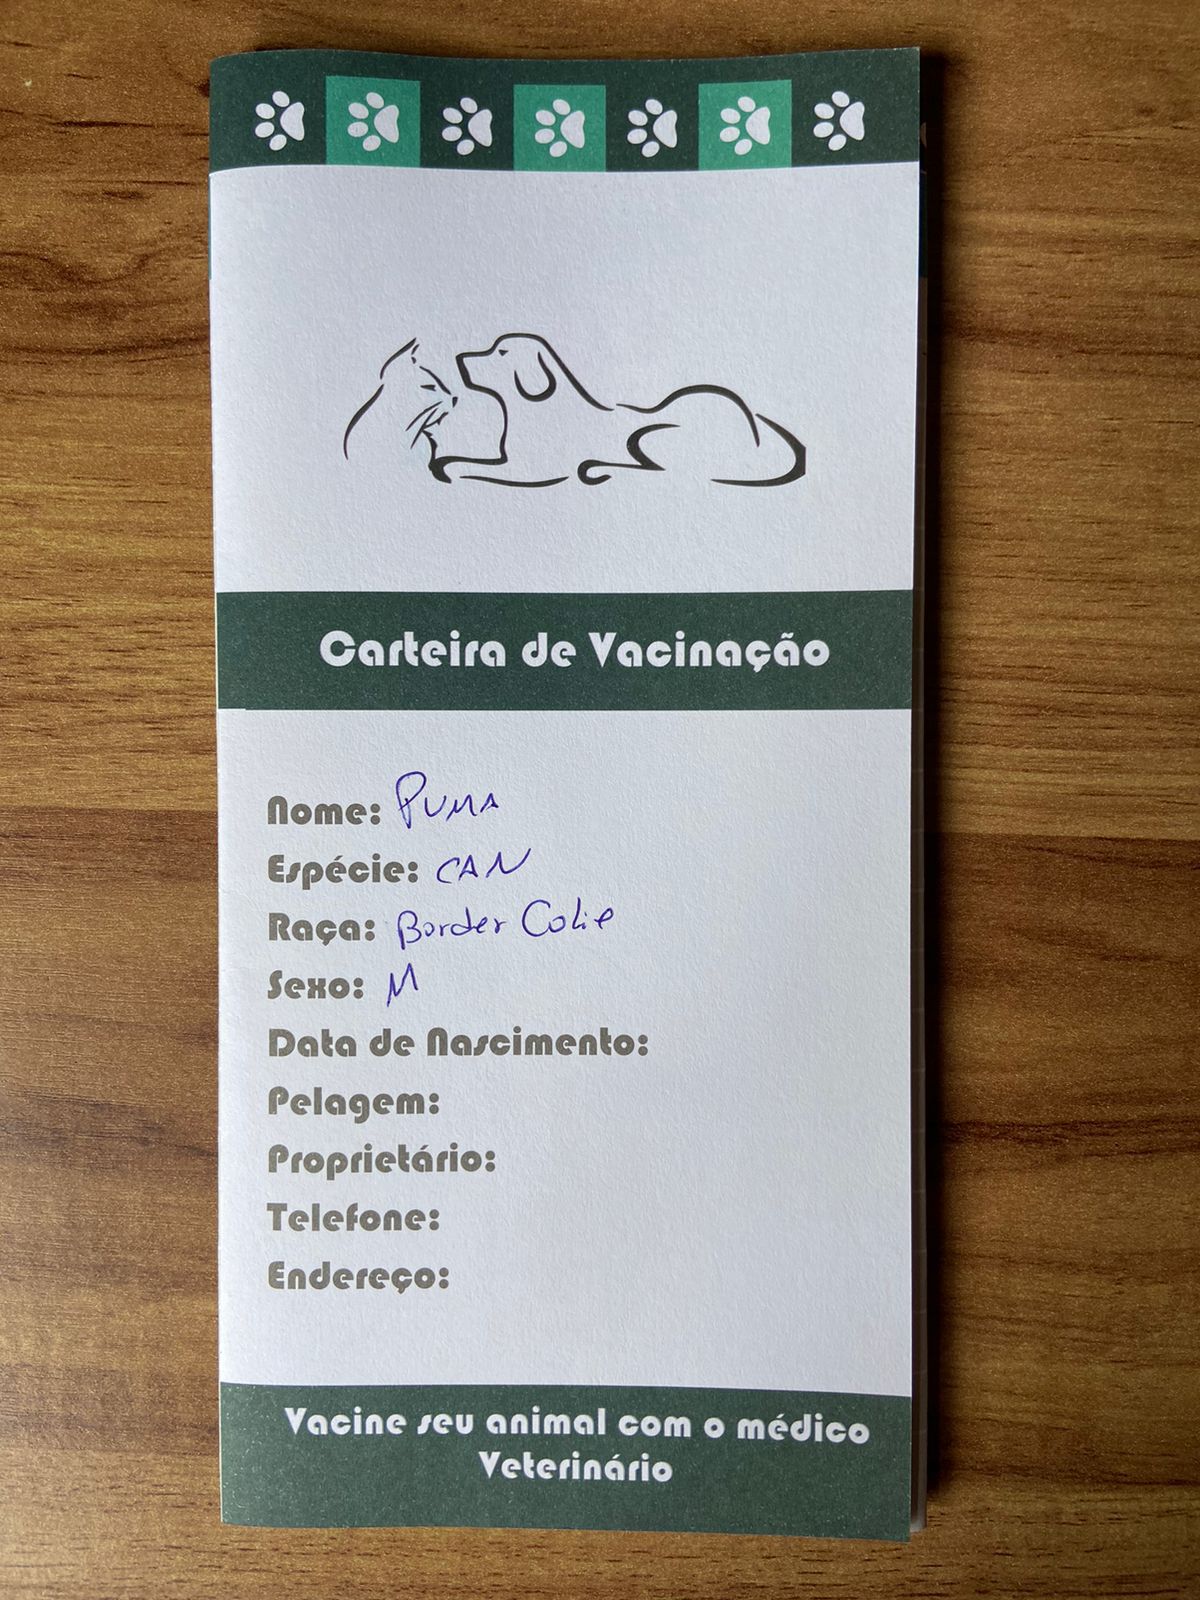 Carteira de Vacinação
Nome: PUMA
Espécie: CAN
Raça: Border Colie
Sexo: M
Data de Nascimento:
Pelagem:
Proprietário:
Telefone:
Endereço:
Vacine seu animal com o médico
Veterinário